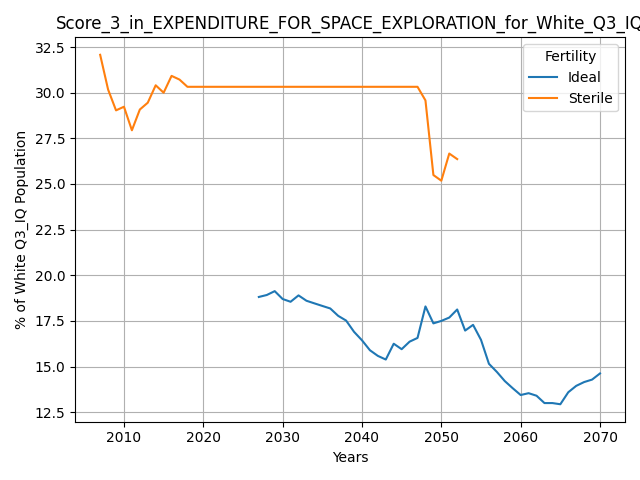 Score_3_in_EXPENDITURE_FOR_SPACE_EXPLORATION_for_White_Q3_IQ
Fertility
Ideal
Sterile
% of White Q3_IQ Population
32.5
30.0
27.5
25.0
22.5
20.0
17.5
15.0
12.5
2010 2020 2030 2040 2050 2060 2070
Years